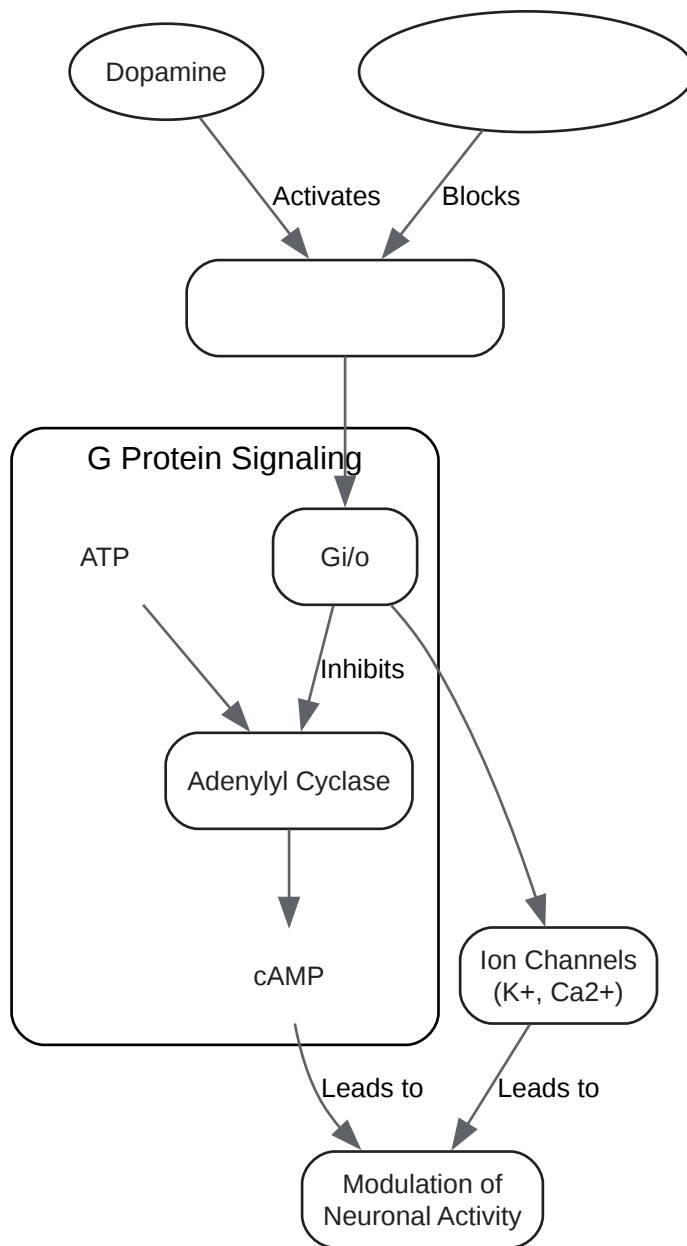 Dopamine
Activates
Blocks
G Protein Signaling
ATP
Gi/o
Inhibits
Adenylyl Cyclase
cAMP
Ion Channels
(K+, Ca2+)
Leads to
Leads to
Modulation of
Neuronal Activity